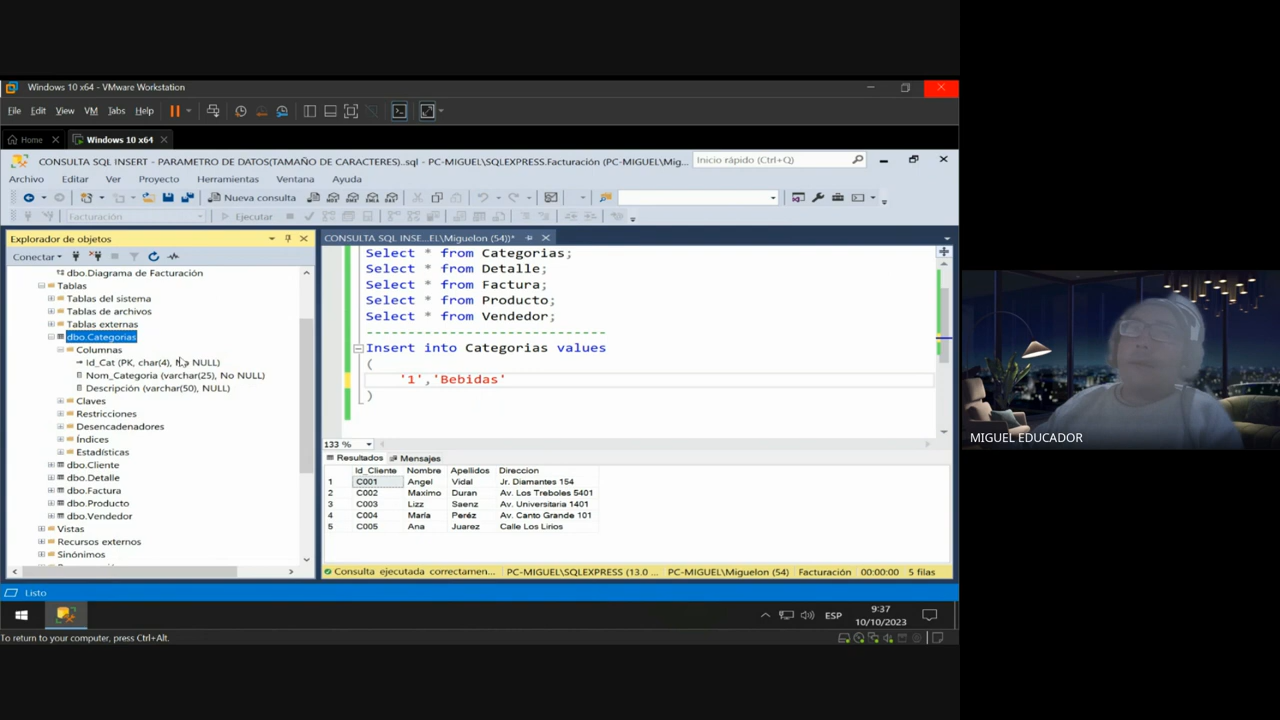 Windows 10 x64 - VMware Workstation
File Edit View VM Tabs Help
Home Windows 10 x64
CONSULTA SQL INSERT - PARAMETRO DE DATOS(TAMAÑO DE CARACTERES)..sql - PC-MIGUEL\SQLEXPRESS.Facturación (PC-MIGUEL\Mig... Inicio rápido (Ctrl+Q)
Archivo Editar Ver Proyecto Herramientas Ventana Ayuda
Nueva consulta
Facturación Ejecutar
Explorador de objetos
Conectar
dbo.Diagrama de Facturación
Tablas
Tablas del sistema
Tablas de archivos
Tablas externas
dbo.Categorias
Columnas
Id_Cat (PK, char(4), No NULL)
Nom_Categoria (varchar(25), No NULL)
Descripción (varchar(50), NULL)
Claves
Restricciones
Desencadenadores
Índices
Estadísticas
dbo.Cliente
dbo.Detalle
dbo.Factura
dbo.Producto
dbo.Vendedor
Vistas
Recursos externos
Sinónimos
CONSULTA SQL INSE...EL\Miguelon (54))*
Select * from Categorias;
Select * from Detalle;
Select * from Factura;
Select * from Producto;
Select * from Vendedor;
----------------------------
Insert into Categorias values
(
'1','Bebidas'
)
133 %
Resultados Mensajes
Id_Cliente Nombre Apellidos Direccion
1 C001 Angel Vidal Jr. Diamantes 154
2 C002 Maximo Duran Av. Los Treboles 5401
3 C003 Lizz Saenz Av. Universitaria 1401
4 C004 María Peréz Av. Canto Grande 101
5 C005 Ana Juarez Calle Los Lirios
Consulta ejecutada correctamen... PC-MIGUEL\SQLEXPRESS (13.0 ... PC-MIGUEL\Miguelon (54) Facturación 00:00:00 5 filas
Listo
ESP
9:37
10/10/2023
To return to your computer, press Ctrl+Alt.
MIGUEL EDUCADOR